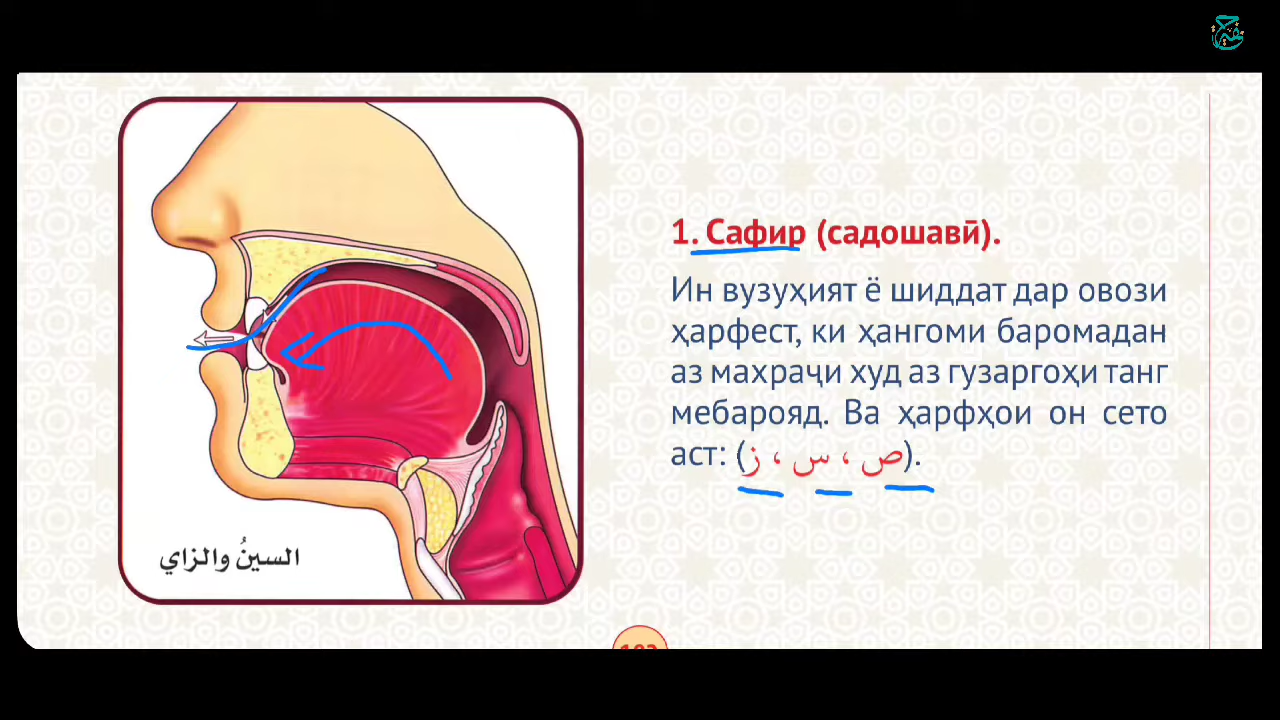 1. Сафир (садошавӣ).
Ин вузуҳият ё шиддат дар овози
ҳарфест, ки ҳангоми баромадан
аз махраҷи худ аз гузаргоҳи танг
мебарояд. Ва ҳарфҳои он сето
аст: (ص ، س ، ز).
السينُ والزاي